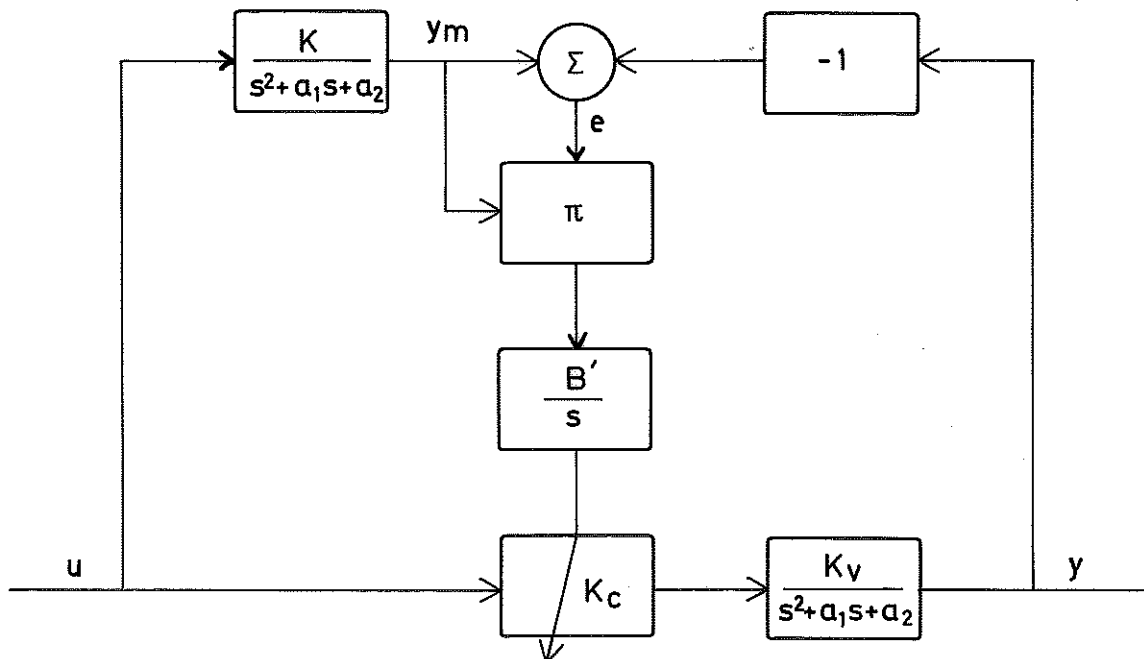 K
s²+a₁s+a₂
ym
Σ
-1
e
π
B′
s
u
Kc
Kv
s²+a₁s+a₂
y